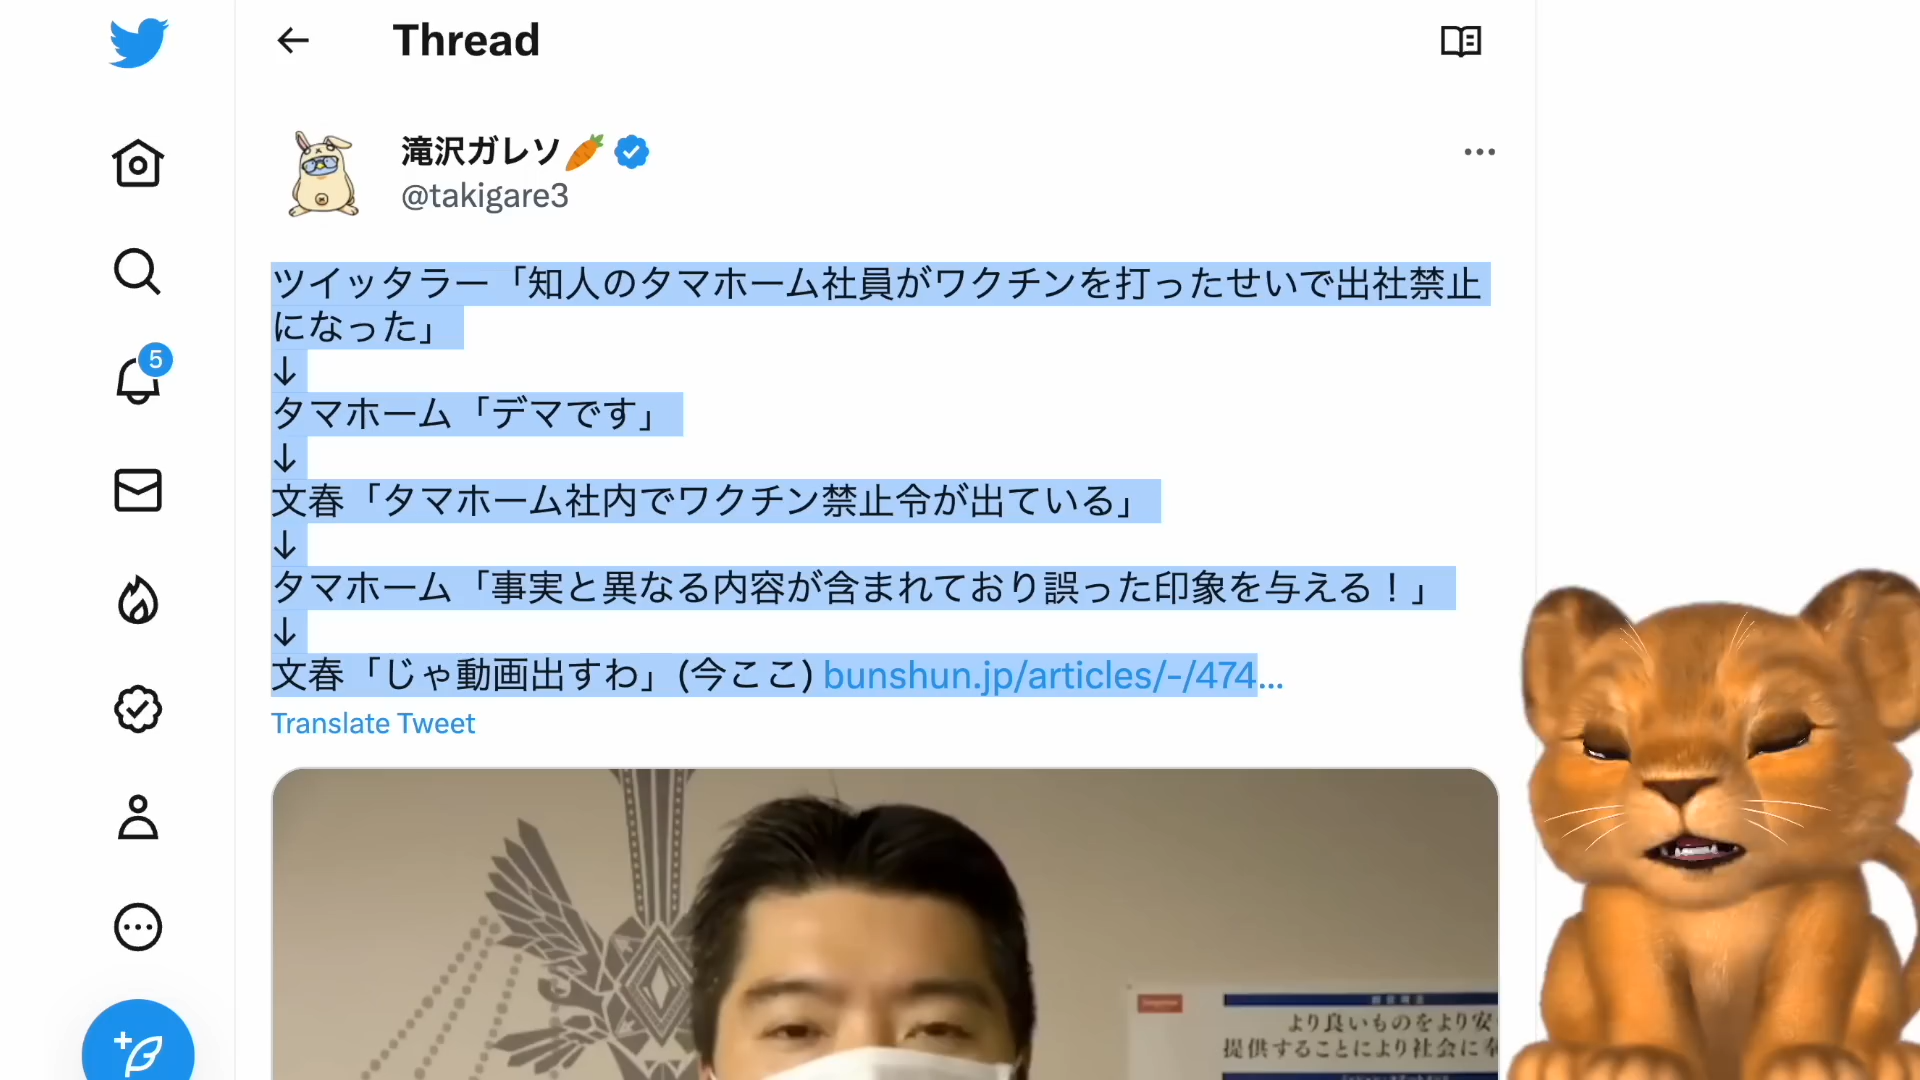 Thread
滝沢ガレソ🥕
@takigare3
ツイッタラー「知人のタマホーム社員がワクチンを打ったせいで出社禁止
になった」
↓
タマホーム「デマです」
↓
文春「タマホーム社内でワクチン禁止令が出ている」
↓
タマホーム「事実と異なる内容が含まれており誤った印象を与える！」
↓
文春「じゃ動画出すわ」(今ここ) bunshun.jp/articles/-/474...
Translate Tweet
5
より良いものをより安
提供することにより社会に